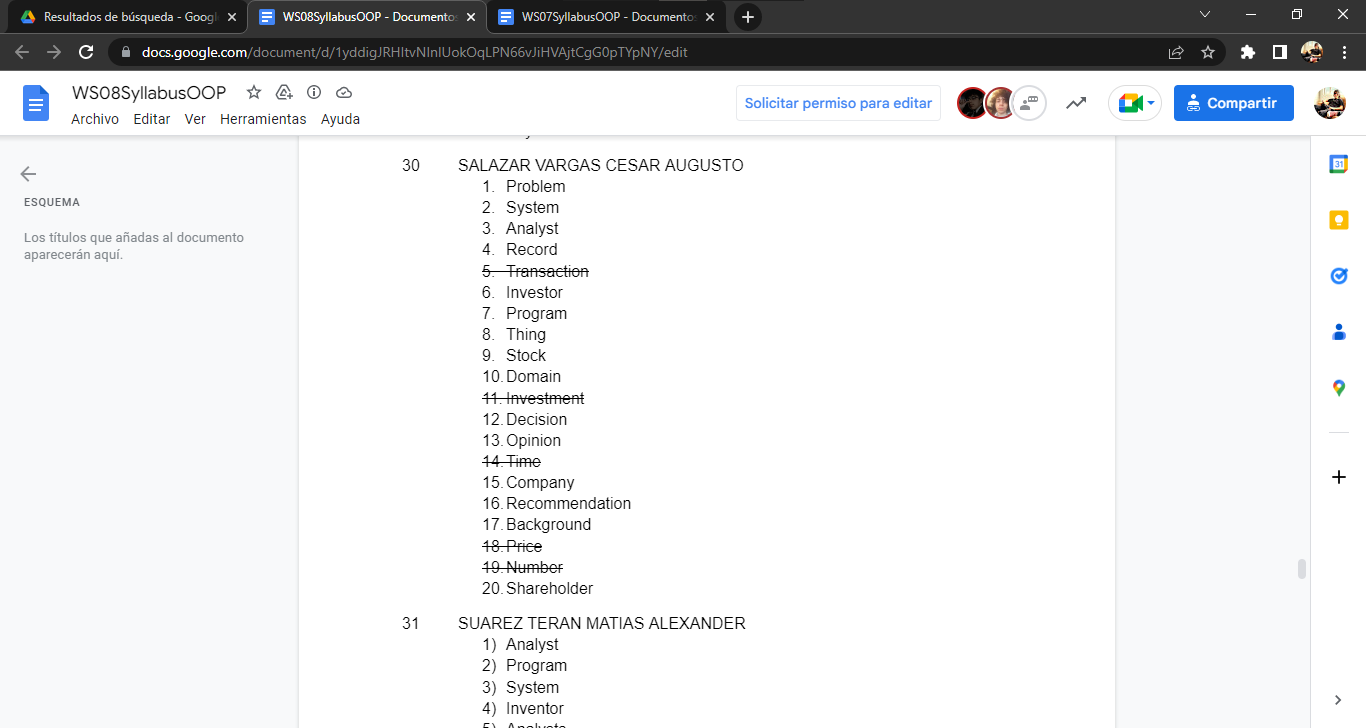 Resultados de búsqueda - Googl
WS08SyllabusOOP - Documentos
WS07SyllabusOOP - Documentos
docs.google.com/document/d/1yddigJRHItvNInIUokOqLPN66vJiHVAjtCgG0pTYpNY/edit
WS08SyllabusOOP
Archivo Editar Ver Herramientas Ayuda
Solicitar permiso para editar
Compartir
ESQUEMA
Los títulos que añadas al documento
aparecerán aquí.
30 SALAZAR VARGAS CESAR AUGUSTO
1. Problem
2. System
3. Analyst
4. Record
5. Transaction
6. Investor
7. Program
8. Thing
9. Stock
10. Domain
11. Investment
12. Decision
13. Opinion
14. Time
15. Company
16. Recommendation
17. Background
18. Price
19. Number
20. Shareholder
31 SUAREZ TERAN MATIAS ALEXANDER
1) Analyst
2) Program
3) System
4) Inventor
5) Analysts
31